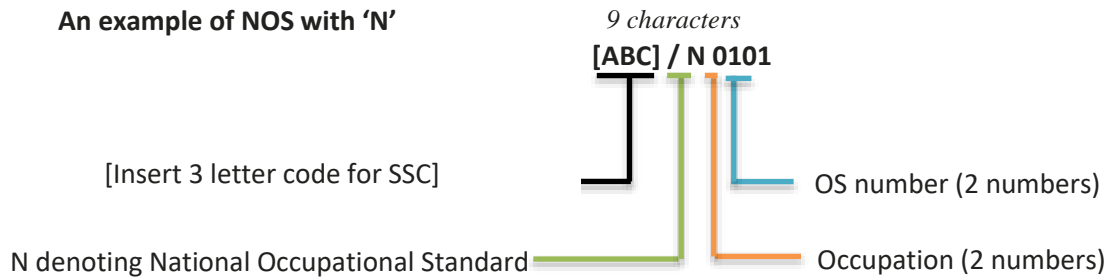 An example of NOS with ‘N’
9 characters
[ABC] / N 0101
[Insert 3 letter code for SSC]
OS number (2 numbers)
N denoting National Occupational Standard
Occupation (2 numbers)